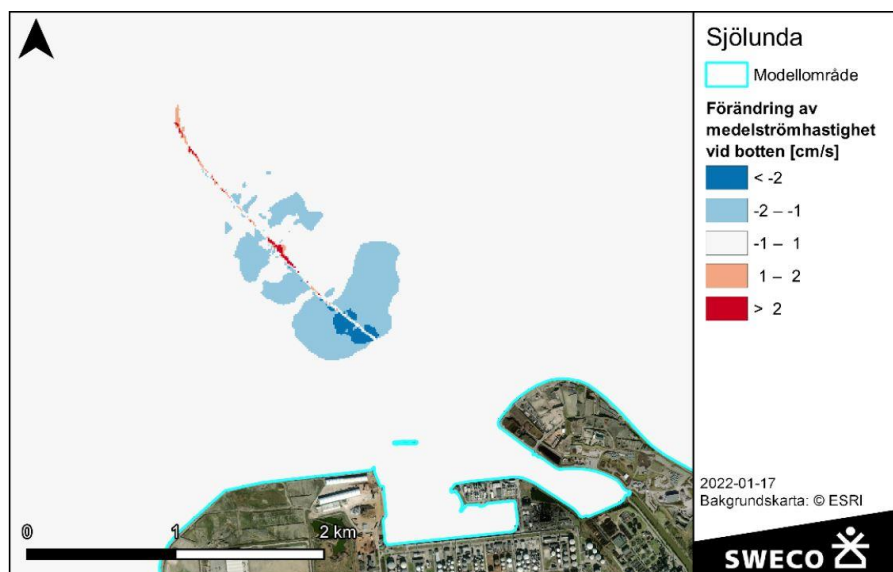 Sjölunda
Modellområde
Förändring av
medelströmhastighet
vid botten [cm/s]
< -2
-2 – -1
-1 – 1
1 – 2
> 2
0 1 2 km
2022-01-17
Bakgrundskarta: © ESRI
SWECO